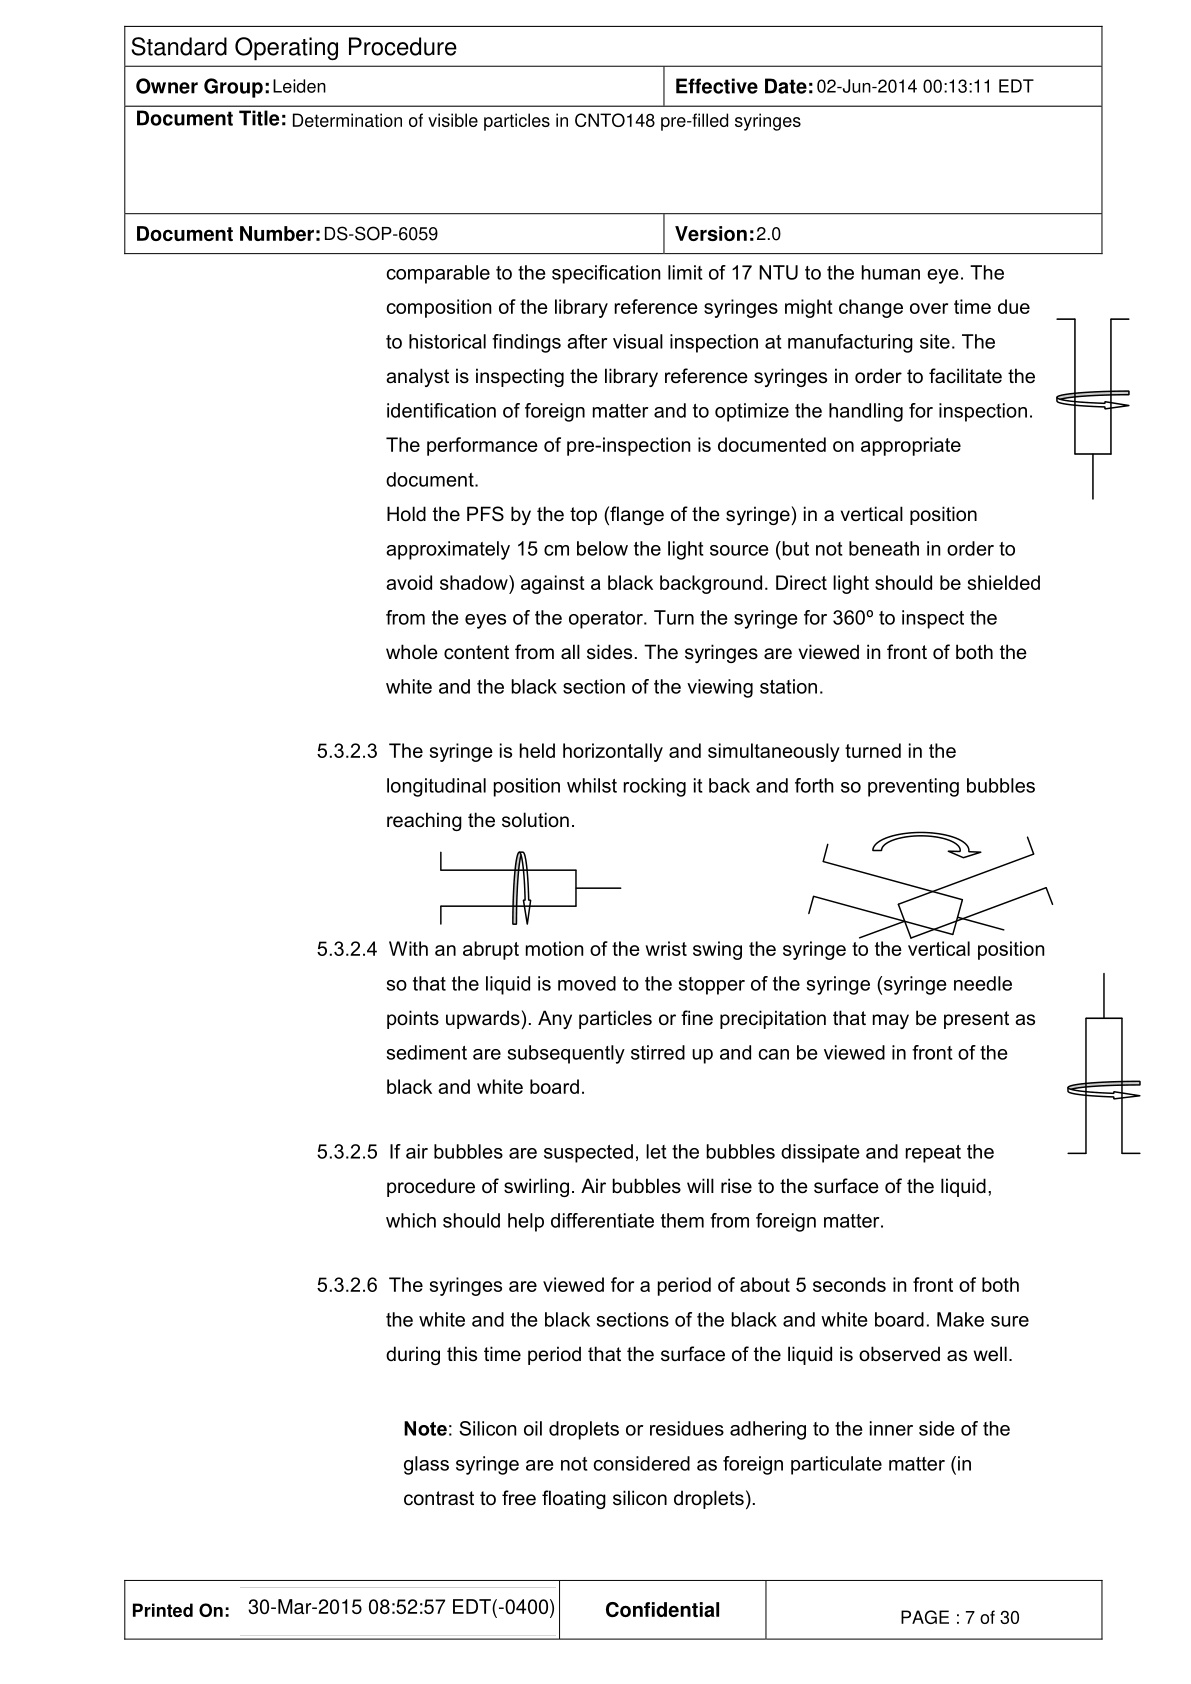 Standard Operating Procedure
Owner Group: Leiden
Effective Date: 02-Jun-2014 00:13:11 EDT
Document Title: Determination of visible particles in CNTO148 pre-filled syringes
Document Number: DS-SOP-6059
Version: 2.0
comparable to the specification limit of 17 NTU to the human eye. The
composition of the library reference syringes might change over time due
to historical findings after visual inspection at manufacturing site. The
analyst is inspecting the library reference syringes in order to facilitate the
identification of foreign matter and to optimize the handling for inspection.
The performance of pre-inspection is documented on appropriate
document.
Hold the PFS by the top (flange of the syringe) in a vertical position
approximately 15 cm below the light source (but not beneath in order to
avoid shadow) against a black background. Direct light should be shielded
from the eyes of the operator. Turn the syringe for 360º to inspect the
whole content from all sides. The syringes are viewed in front of both the
white and the black section of the viewing station.
5.3.2.3 The syringe is held horizontally and simultaneously turned in the
longitudinal position whilst rocking it back and forth so preventing bubbles
reaching the solution.
5.3.2.4 With an abrupt motion of the wrist swing the syringe to the vertical position
so that the liquid is moved to the stopper of the syringe (syringe needle
points upwards). Any particles or fine precipitation that may be present as
sediment are subsequently stirred up and can be viewed in front of the
black and white board.
5.3.2.5 If air bubbles are suspected, let the bubbles dissipate and repeat the
procedure of swirling. Air bubbles will rise to the surface of the liquid,
which should help differentiate them from foreign matter.
5.3.2.6 The syringes are viewed for a period of about 5 seconds in front of both
the white and the black sections of the black and white board. Make sure
during this time period that the surface of the liquid is observed as well.
Note: Silicon oil droplets or residues adhering to the inner side of the
glass syringe are not considered as foreign particulate matter (in
contrast to free floating silicon droplets).
Printed On: 30-Mar-2015 08:52:57 EDT(-0400)
Confidential
PAGE : 7 of 30